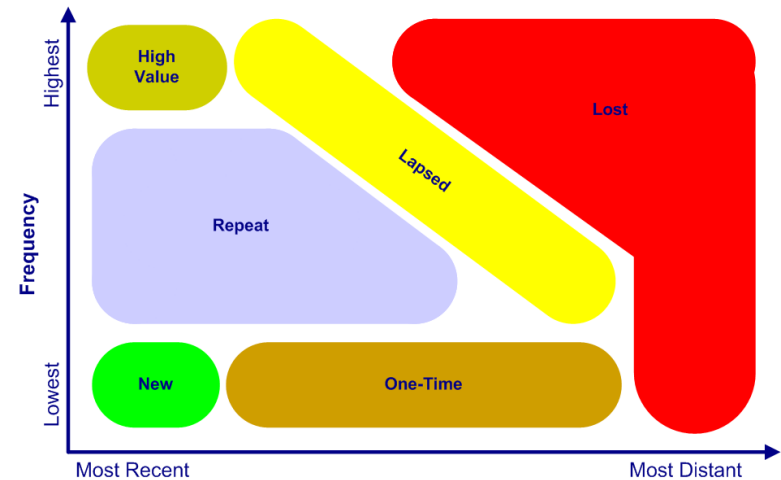 Highest
High
Value
Lost
Lapsed
Repeat
Frequency
New
One-Time
Lowest
Most Recent
Most Distant